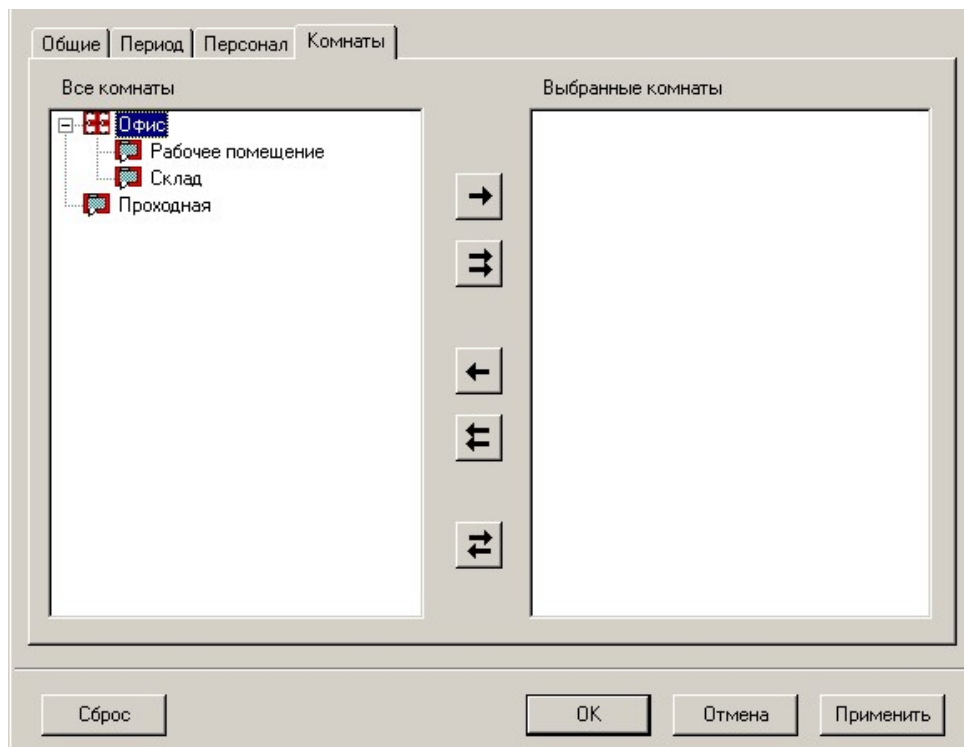 Общие Период Персонал Комнаты
Все комнаты Выбранные комнаты
Офис
Рабочее помещение
Склад
Проходная
Сброс OK Отмена Применить